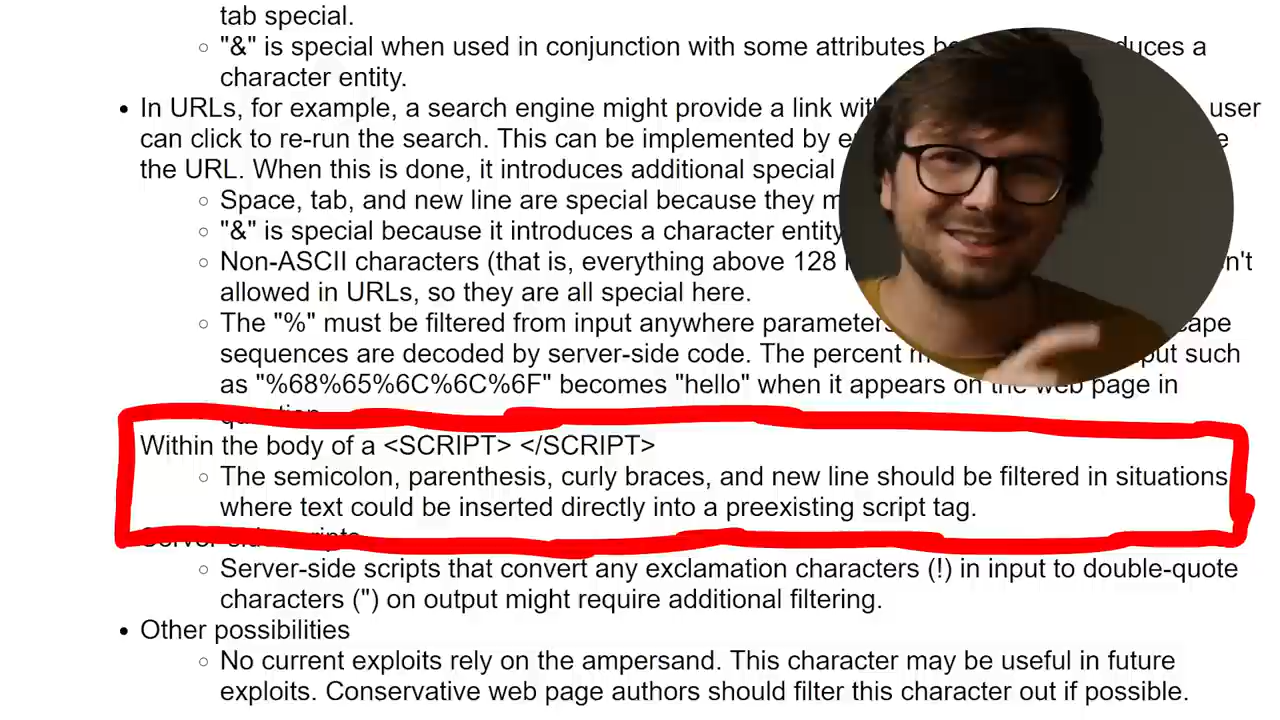 tab special.
"&" is special when used in conjunction with some attributes duces a
character entity.
In URLs, for example, a search engine might provide a link user
can click to re-run the search. This can be implemented by
the URL. When this is done, it introduces additional special
Space, tab, and new line are special because they
"&" is special because it introduces a character entity
Non-ASCII characters (that is, everything above 128 n't
allowed in URLs, so they are all special here.
The "%" must be filtered from input anywhere parameters cape
sequences are decoded by server-side code. The percent such
as "%68%65%6C%6C%6F" becomes "hello" when it appears on the web page in
Within the body of a <SCRIPT> </SCRIPT>
The semicolon, parenthesis, curly braces, and new line should be filtered in situations
where text could be inserted directly into a preexisting script tag.
Server-side scripts that convert any exclamation characters (!) in input to double-quote
characters (") on output might require additional filtering.
Other possibilities
No current exploits rely on the ampersand. This character may be useful in future
exploits. Conservative web page authors should filter this character out if possible.